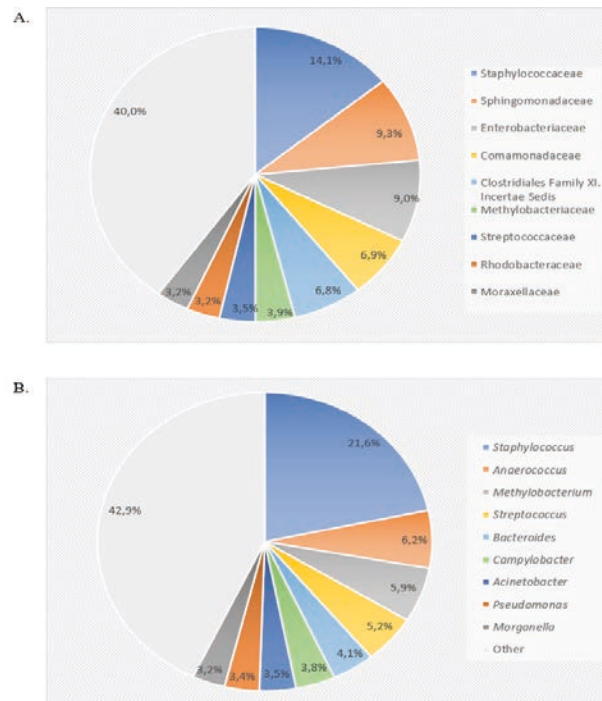 A.
14,1%
9,3%
9,0%
6,9%
6,8%
3,9%
3,5%
3,2%
3,2%
40,0%
Staphylococcaceae
Sphingomonadaceae
Enterobacteriaceae
Comamonadaceae
Clostridiales Family XI.
Incertae Sedis
Methylobacteriaceae
Streptococcaceae
Rhodobacteraceae
Moraxellaceae
B.
21,6%
6,2%
5,9%
5,2%
4,1%
3,8%
3,5%
3,4%
3,2%
42,9%
Staphylococcus
Anaerococcus
Methylobacterium
Streptococcus
Bacteroides
Campylobacter
Acinetobacter
Pseudomonas
Morganella
Other